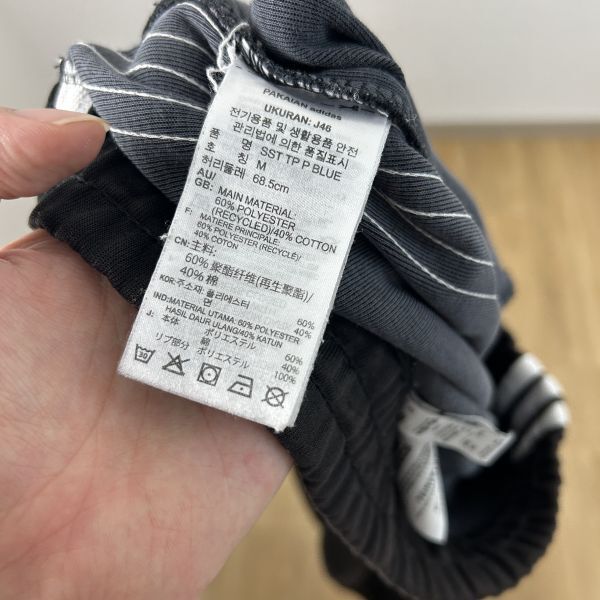 PAKAIAN adidas
UKURAN: J46
전기용품 및 생활용품 안전
관리법에 의한 품질표시
품 명 SST TP P BLUE
호 칭 M
허리둘레 68.5cm
AU/
GB: MAIN MATERIAL:
60% POLYESTER
(RECYCLED)/40% COTTON
F: MATIERE PRINCIPALE:
60% POLYESTER (RECYCLÉ)/
40% COTON
CN: 主料:
60% 聚酯纤维(再生聚酯)/
40% 棉
KOR: 주소재: 폴리에스터 60%
면 40%
IND: MATERIAL UTAMA: 60% POLYESTER
HASIL DAUR ULANG/40% KATUN
J: 本体 ポリエステル 60%
綿 40%
リブ部分 ポリエステル 100%
30